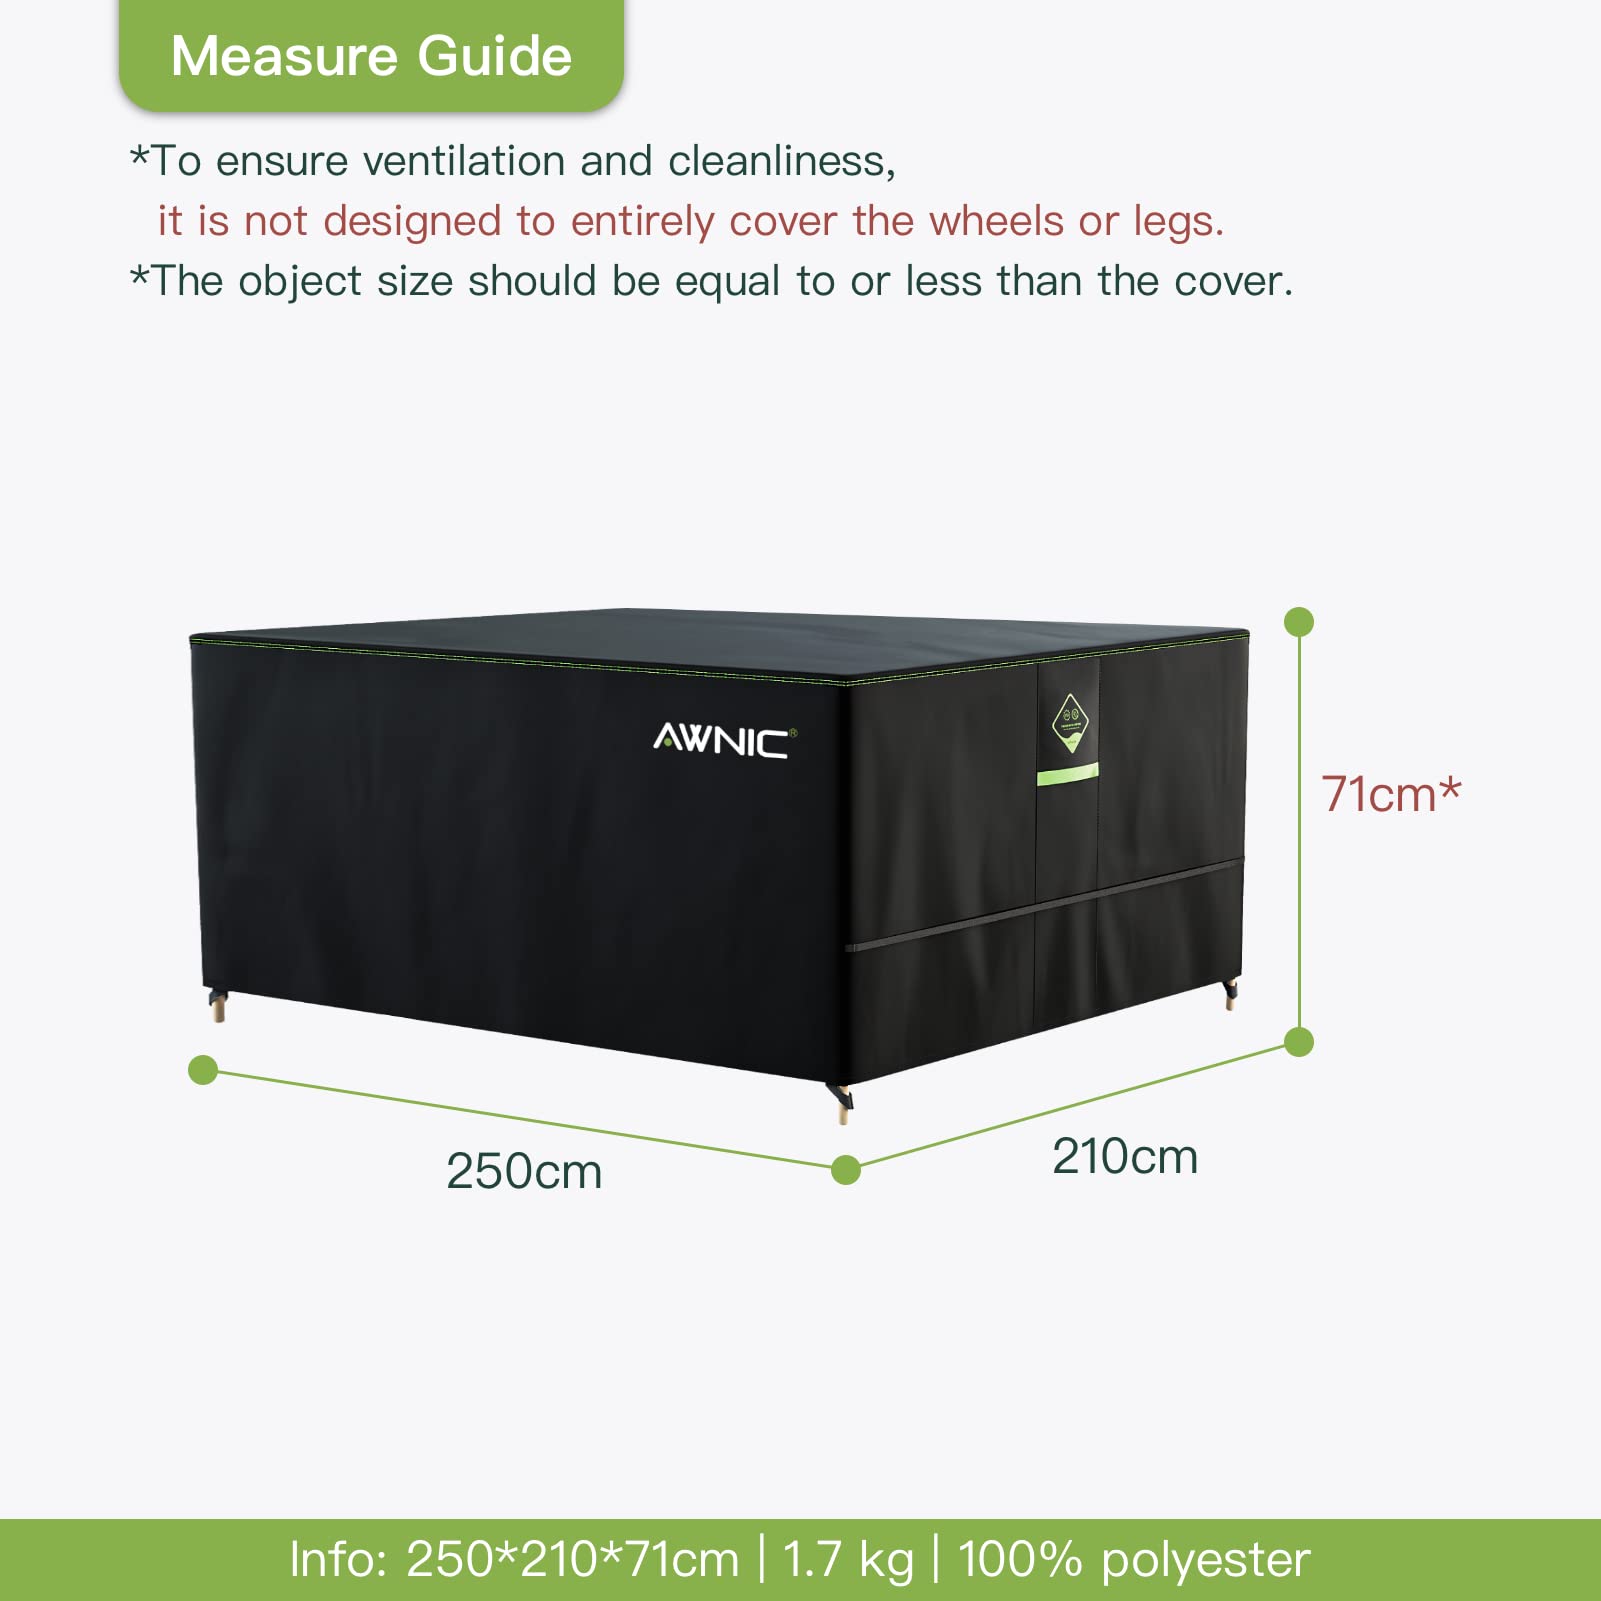 Measure Guide
*To ensure ventilation and cleanliness,
it is not designed to entirely cover the wheels or legs.
*The object size should be equal to or less than the cover.
AWNIC®
71cm*
250cm
210cm
Info: 250*210*71cm | 1.7 kg | 100% polyester